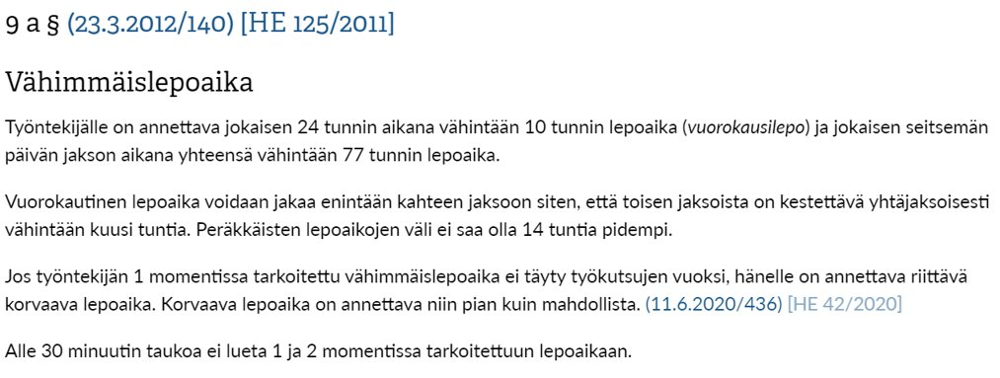 9 a § (23.3.2012/140) [HE 125/2011]
Vähimmäislepoaika
Työntekijälle on annettava jokaisen 24 tunnin aikana vähintään 10 tunnin lepoaika (vuorokausilepo) ja jokaisen seitsemän
päivän jakson aikana yhteensä vähintään 77 tunnin lepoaika.
Vuorokautinen lepoaika voidaan jakaa enintään kahteen jaksoon siten, että toisen jaksoista on kestettävä yhtäjaksoisesti
vähintään kuusi tuntia. Peräkkäisten lepoaikojen väli ei saa olla 14 tuntia pidempi.
Jos työntekijän 1 momentissa tarkoitettu vähimmäislepoaika ei täyty työkutsujen vuoksi, hänelle on annettava riittävä
korvaava lepoaika. Korvaava lepoaika on annettava niin pian kuin mahdollista. (11.6.2020/436) [HE 42/2020]
Alle 30 minuutin taukoa ei lueta 1 ja 2 momentissa tarkoitettuun lepoaikaan.